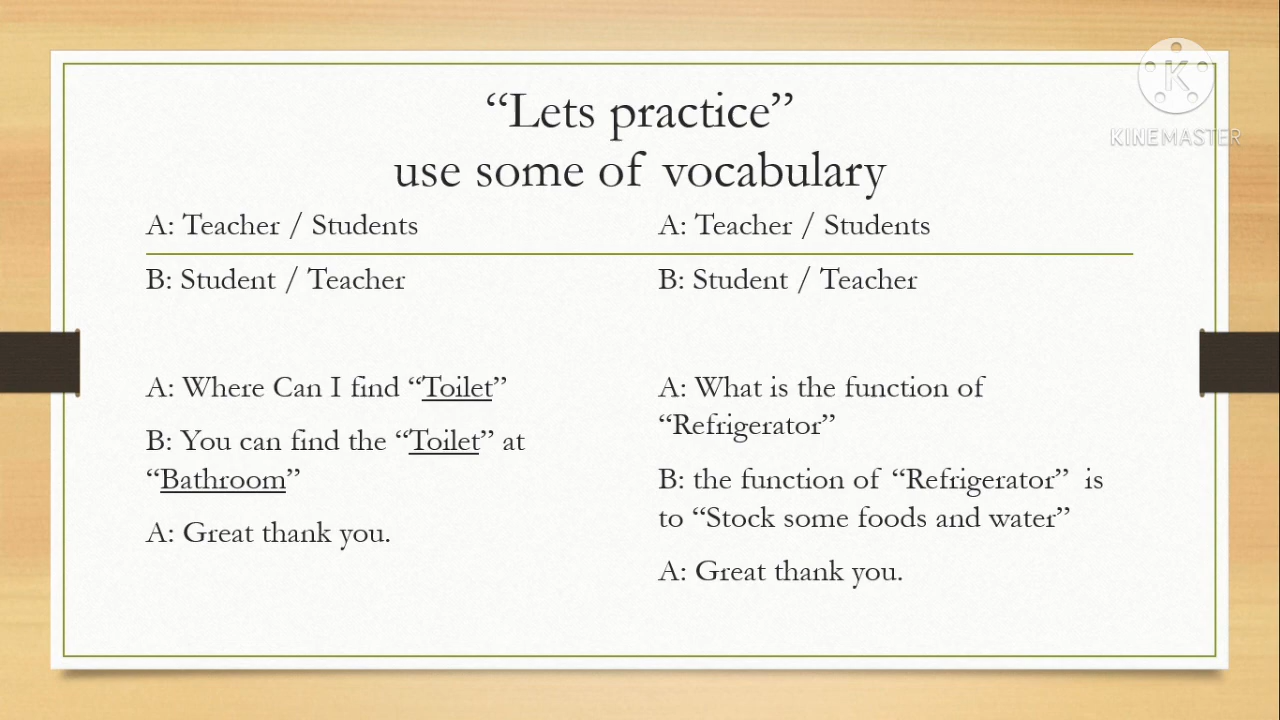 “Lets practice”
use some of vocabulary
A: Teacher / Students
B: Student / Teacher
A: Where Can I find “Toilet”
B: You can find the “Toilet” at
“Bathroom”
A: Great thank you.
A: Teacher / Students
B: Student / Teacher
A: What is the function of
“Refrigerator”
B: the function of “Refrigerator” is
to “Stock some foods and water”
A: Great thank you.
K
KINEMASTER